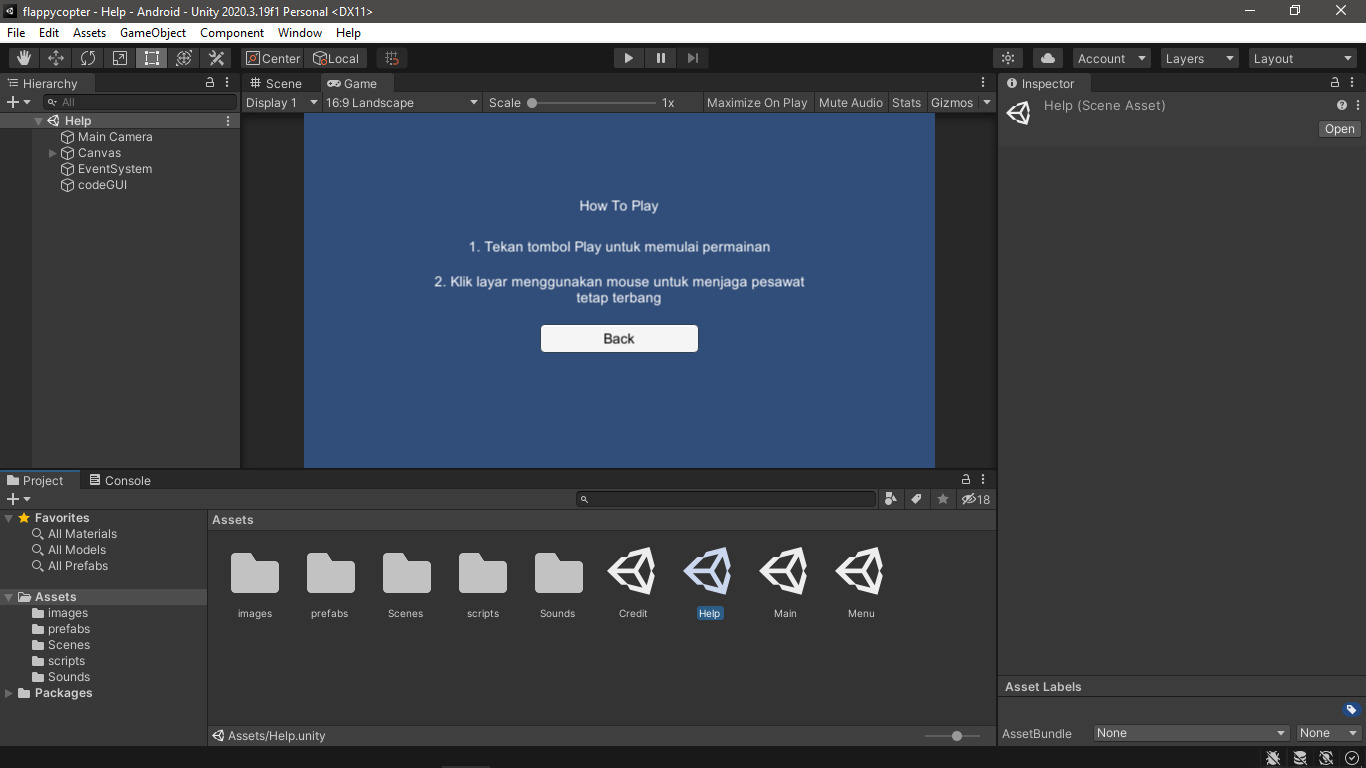 flappycopter - Help - Android - Unity 2020.3.19f1 Personal <DX11>
File Edit Assets GameObject Component Window Help
Center Local Account Layers Layout
Hierarchy
All
Help
Main Camera
Canvas
EventSystem
codeGUI
Scene Game
Display 1 16:9 Landscape Scale 1x Maximize On Play Mute Audio Stats Gizmos
How To Play
1. Tekan tombol Play untuk memulai permainan
2. Klik layar menggunakan mouse untuk menjaga pesawat
tetap terbang
Back
Inspector
Help (Scene Asset)
Open
Project Console
18
Favorites
All Materials
All Models
All Prefabs
Assets
images
prefabs
Scenes
scripts
Sounds
Packages
Assets
images prefabs Scenes scripts Sounds Credit Help Main Menu
Assets/Help.unity
Asset Labels
AssetBundle None None